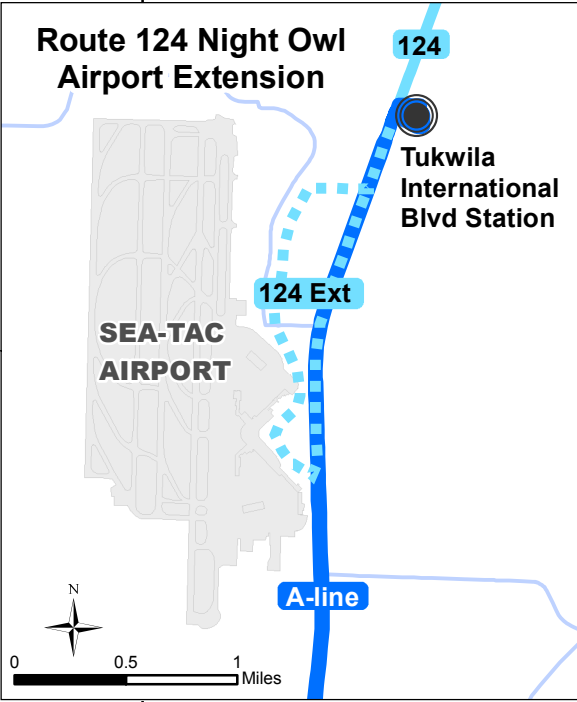 Route 124 Night Owl
Airport Extension
124
Tukwila
International
Blvd Station
124 Ext
SEA-TAC
AIRPORT
A-line
N
0 0.5 1
Miles